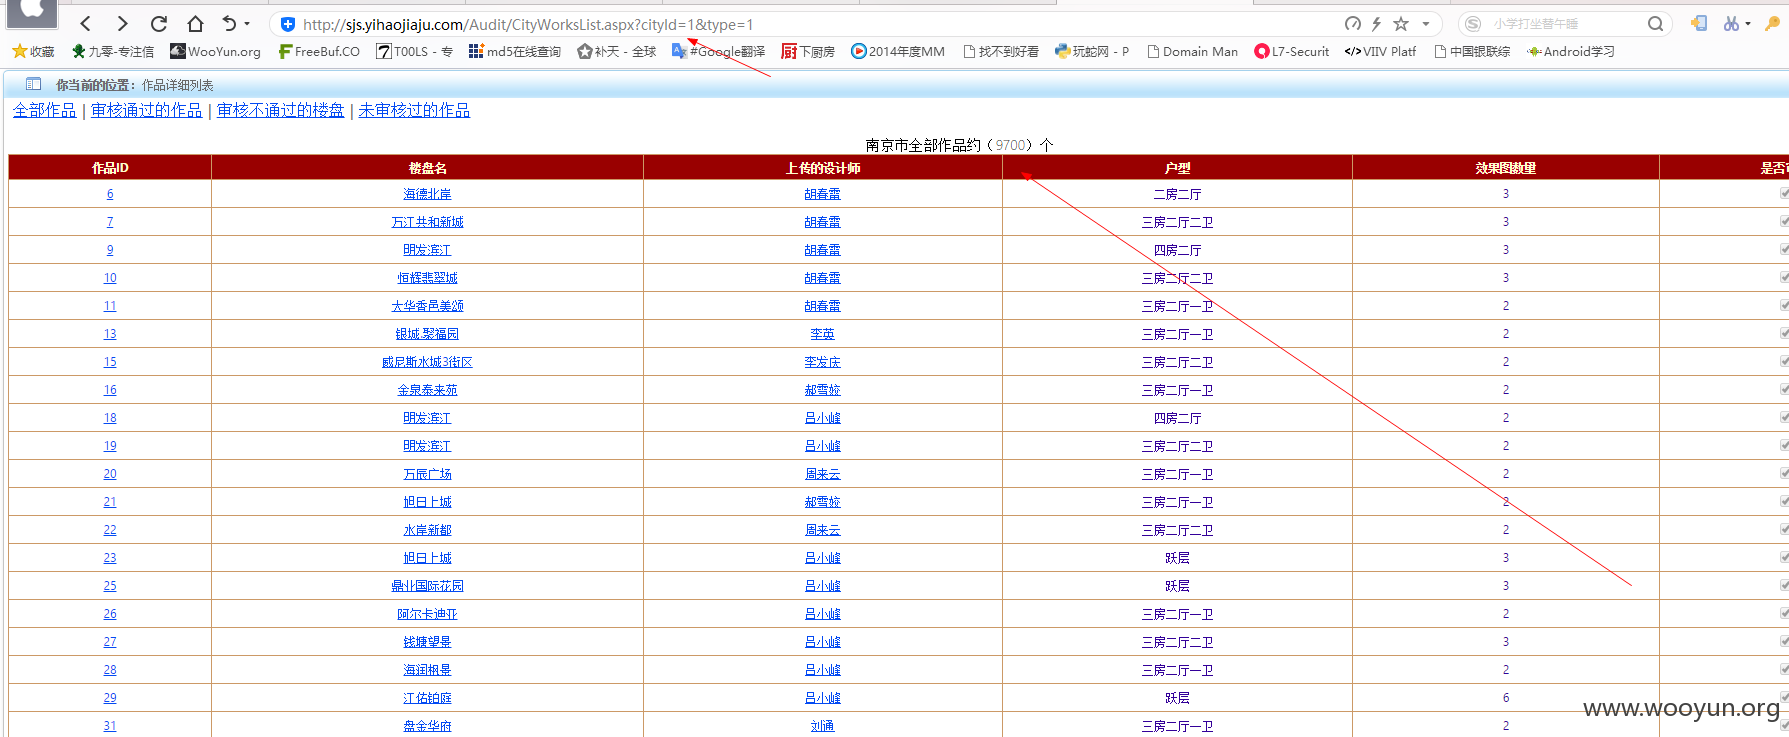 http://sjs.yihaojiaju.com/Audit/CityWorksList.aspx?cityId=1&type=1 小学打坐替午睡
收藏 九零-专注信 WooYun.org FreeBuf.CO T00LS - 专 md5在线查询 补天 - 全球 #Google翻译 下厨房 2014年度MM 找不到好看 玩蛇网 - P Domain Man L7-Securit VIIV Platf 中国银联综 Android学习
你当前的位置：作品详细列表
全部作品 | 审核通过的作品 | 审核不通过的楼盘 | 未审核过的作品
南京市全部作品约（9700）个
作品ID 楼盘名 上传的设计师 户型 效果图数量 是否
6 海德北岸 胡春雷 二房二厅 3
7 万江共和新城 胡春雷 三房二厅二卫 3
9 明发滨江 胡春雷 四房二厅 3
10 恒辉翡翠城 胡春雷 三房二厅二卫 3
11 大华香邑美颂 胡春雷 三房二厅一卫 2
13 银城.聚福园 李英 三房二厅一卫 2
15 威尼斯水城3街区 李发庆 三房二厅二卫 2
16 金泉泰来苑 郝雪姣 三房二厅一卫 2
18 明发滨江 吕小峰 四房二厅 2
19 明发滨江 吕小峰 三房二厅二卫 2
20 万辰广场 周来云 三房二厅一卫 2
21 旭日上城 郝雪姣 三房二厅一卫 2
22 水岸新都 周来云 三房二厅二卫 2
23 旭日上城 吕小峰 跃层 3
25 鼎业国际花园 吕小峰 跃层 3
26 阿尔卡迪亚 吕小峰 三房二厅一卫 2
27 钱塘望景 吕小峰 三房二厅二卫 3
28 海润枫景 吕小峰 三房二厅一卫 2
29 江佑铂庭 吕小峰 跃层 6
31 盘金华府 刘通 三房二厅一卫 2
www.wooyun.org